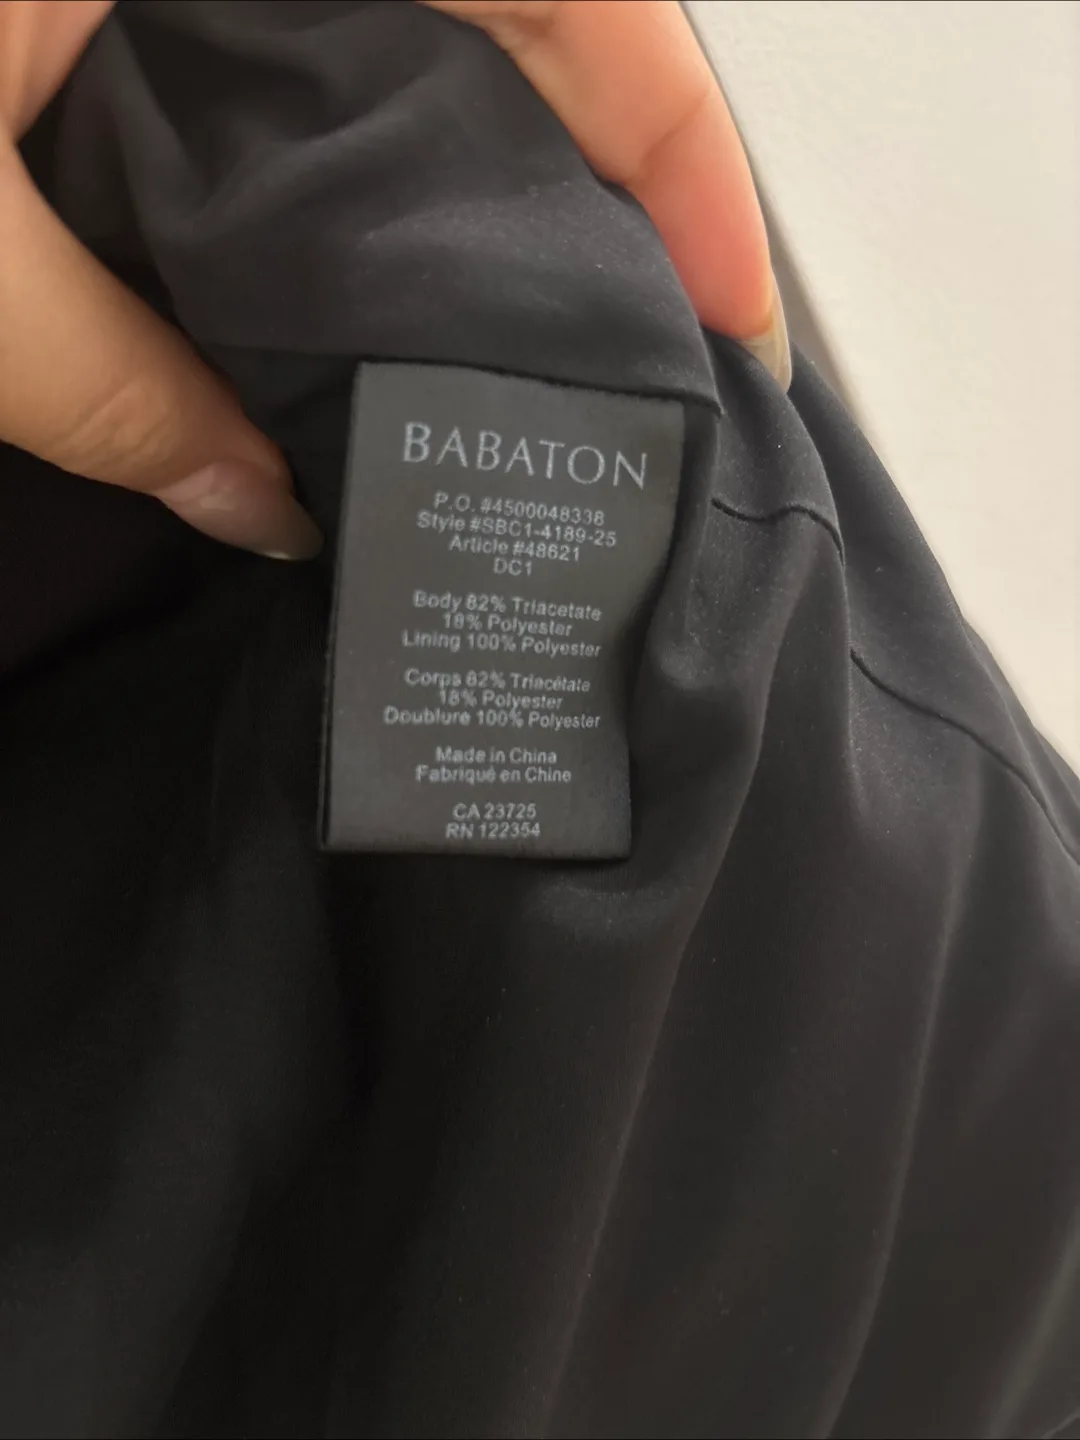 BABATON
P.O. #4500048338
Style #SBC1-4189-25
Article #48621
DC1
Body 82% Triacetate
18% Polyester
Lining 100% Polyester
Corps 82% Triacétate
18% Polyester
Doublure 100% Polyester
Made in China
Fabriqué en Chine
CA 23725
RN 122354